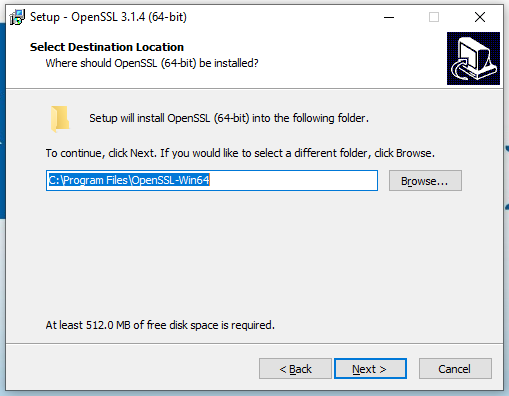 Setup - OpenSSL 3.1.4 (64-bit)
Select Destination Location
Where should OpenSSL (64-bit) be installed?
Setup will install OpenSSL (64-bit) into the following folder.
To continue, click Next. If you would like to select a different folder, click Browse.
C:\Program Files\OpenSSL-Win64
Browse...
At least 512.0 MB of free disk space is required.
< Back
Next >
Cancel